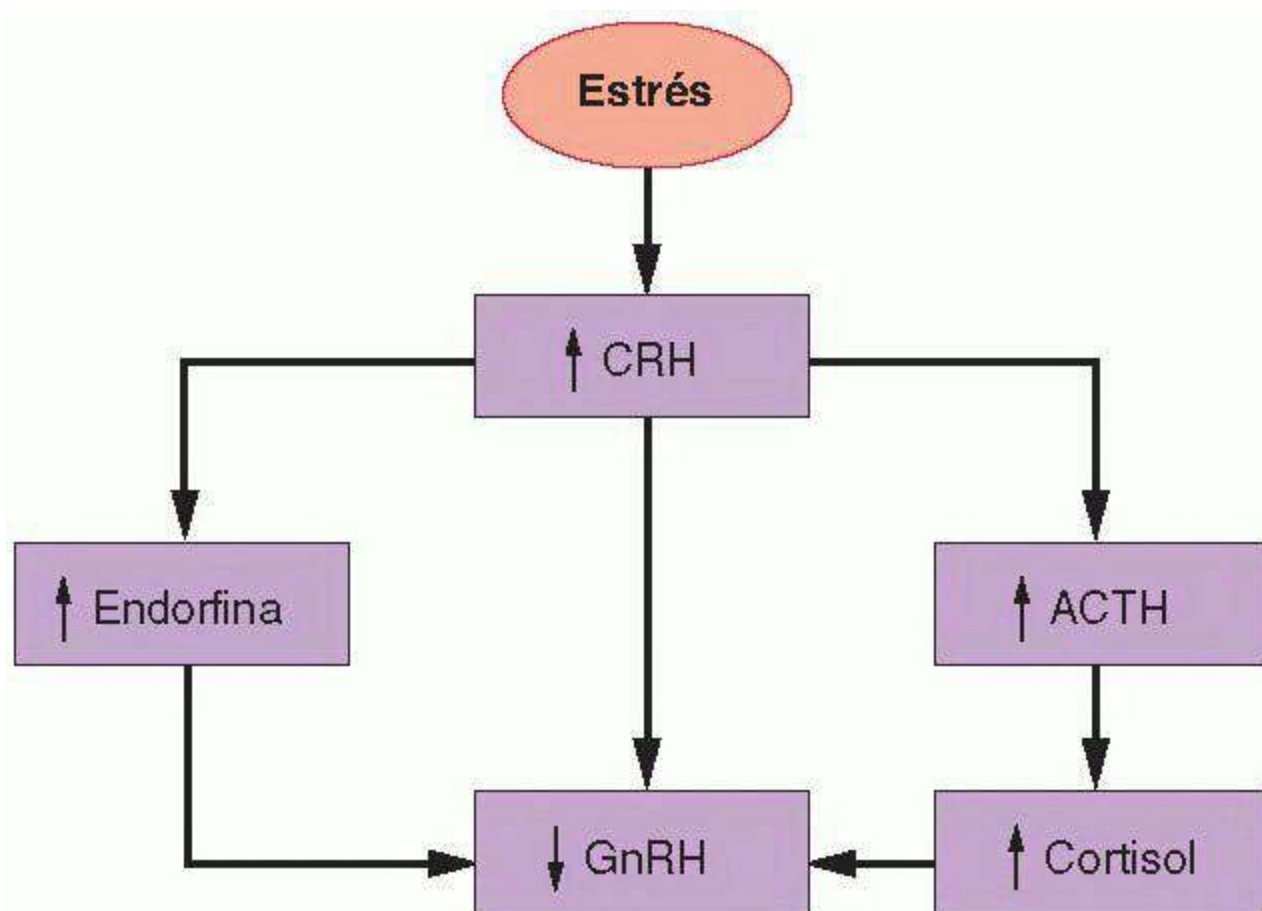 Estrés
↑ CRH
↑ Endorfina
↑ ACTH
↓ GnRH
↑ Cortisol